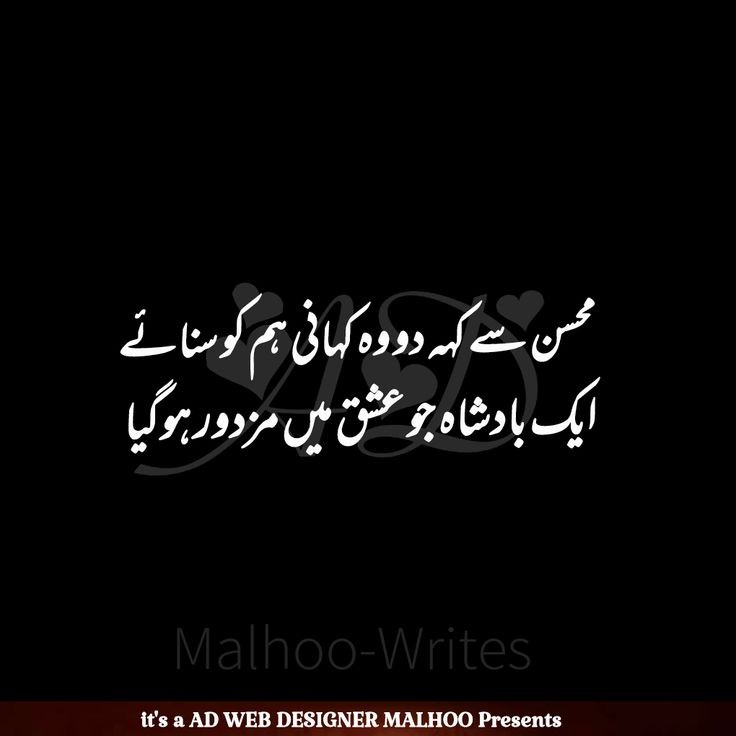 محسن سے کہہ دو وہ کہانی ہم کو سنائے
ایک بادشاہ جو عشق میں مزدور ہو گیا
AD
Malhoo-Writes
it's a AD WEB DESIGNER MALHOO Presents